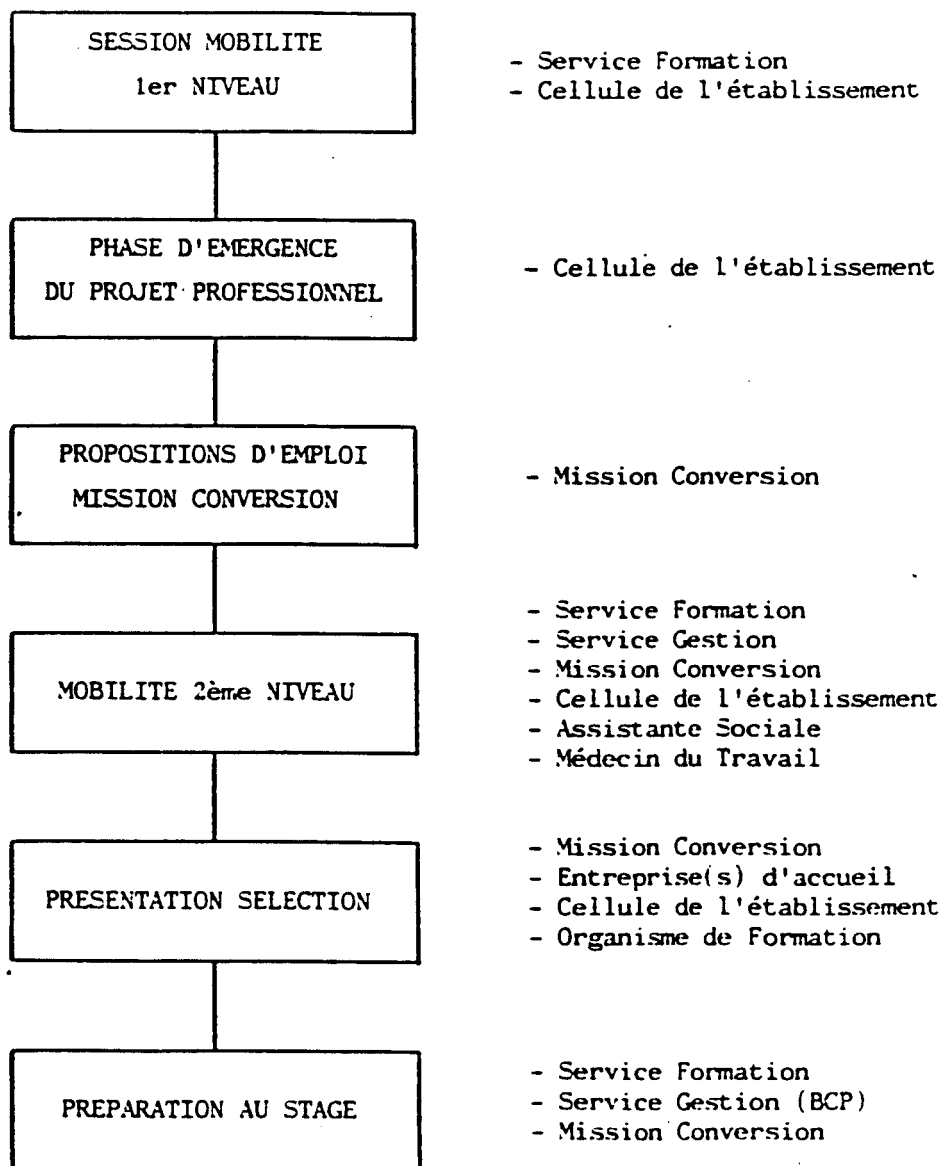 SESSION MOBILITE
1er NIVEAU
- Service Formation
- Cellule de l'établissement
PHASE D'EMERGENCE
DU PROJET PROFESSIONNEL
- Cellule de l'établissement
PROPOSITIONS D'EMPLOI
MISSION CONVERSION
- Mission Conversion
MOBILITE 2ème NIVEAU
- Service Formation
- Service Gestion
- Mission Conversion
- Cellule de l'établissement
- Assistante Sociale
- Médecin du Travail
PRESENTATION SELECTION
- Mission Conversion
- Entreprise(s) d'accueil
- Cellule de l'établissement
- Organisme de Formation
PREPARATION AU STAGE
- Service Formation
- Service Gestion (BCP)
- Mission Conversion